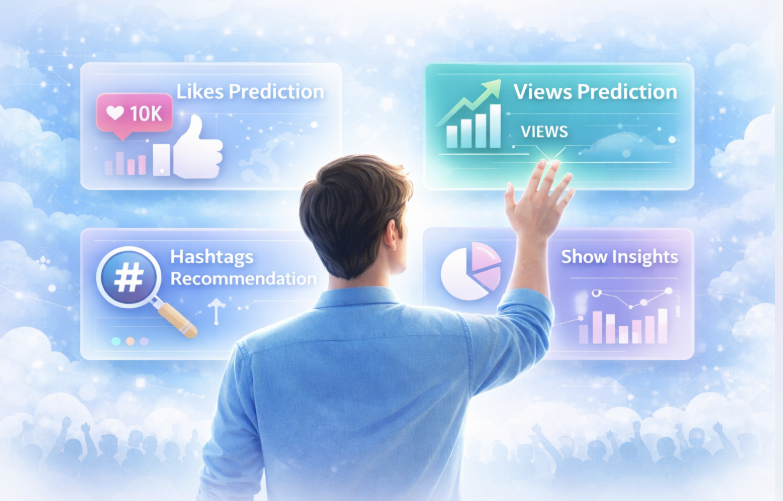 Likes Prediction
10K
Views Prediction
VIEWS
#
Hashtags
Recommendation
Show Insights